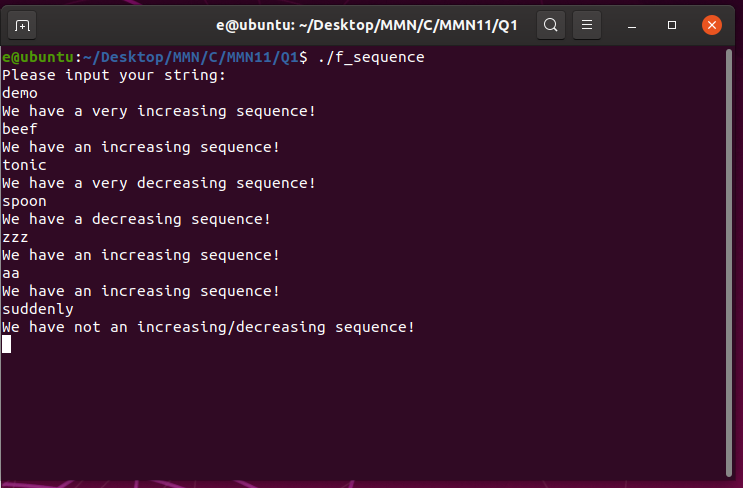 e@ubuntu: ~/Desktop/MMN/C/MMN11/Q1
e@ubuntu:~/Desktop/MMN/C/MMN11/Q1$ ./f_sequence
Please input your string:
demo
We have a very increasing sequence!
beef
We have an increasing sequence!
tonic
We have a very decreasing sequence!
spoon
We have a decreasing sequence!
zzz
We have an increasing sequence!
aa
We have an increasing sequence!
suddenly
We have not an increasing/decreasing sequence!